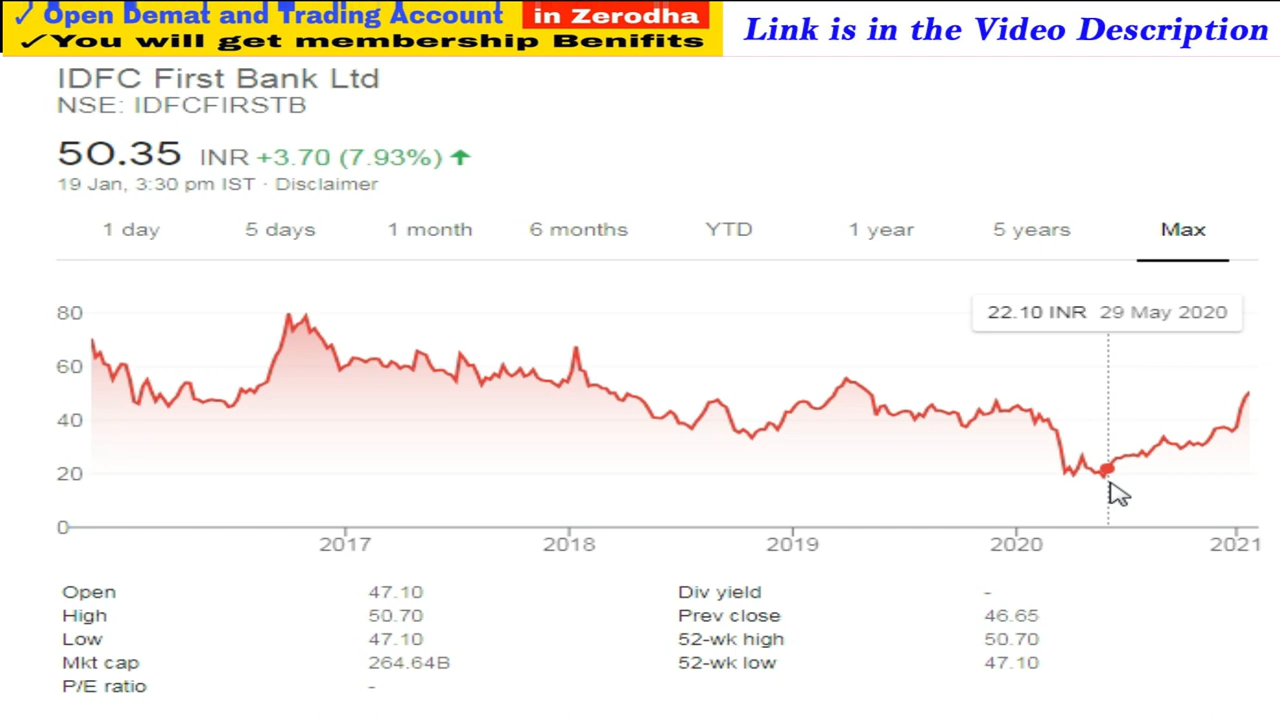 ✓ Open Demat and Trading Account in Zerodha
✓You will get membership Benifits
Link is in the Video Description
IDFC First Bank Ltd
NSE: IDFCFIRSTB
50.35 INR +3.70 (7.93%) ↑
19 Jan, 3:30 pm IST · Disclaimer
1 day 5 days 1 month 6 months YTD 1 year 5 years Max
22.10 INR 29 May 2020
80
60
40
20
0
2017 2018 2019 2020 2021
Open 47.10 Div yield -
High 50.70 Prev close 46.65
Low 47.10 52-wk high 50.70
Mkt cap 264.64B 52-wk low 47.10
P/E ratio -